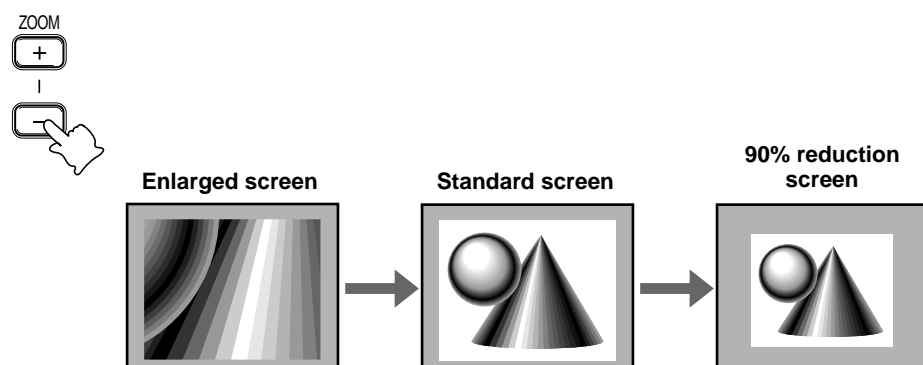 ZOOM
+
−
Enlarged screen
Standard screen
90% reduction
screen